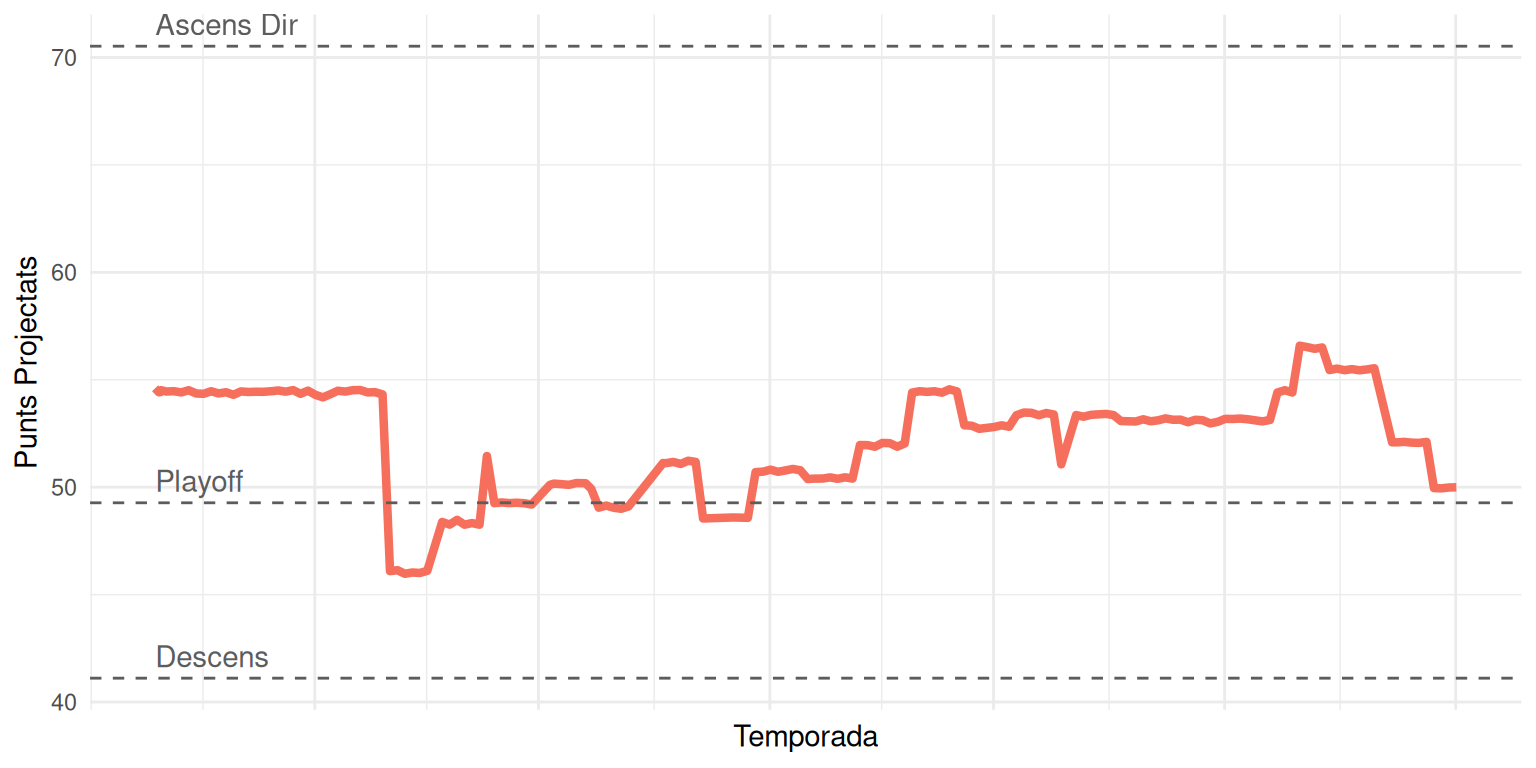 Ascens Dir
70
60
Punts Projectats
Playoff
50
Descens
40
Temporada